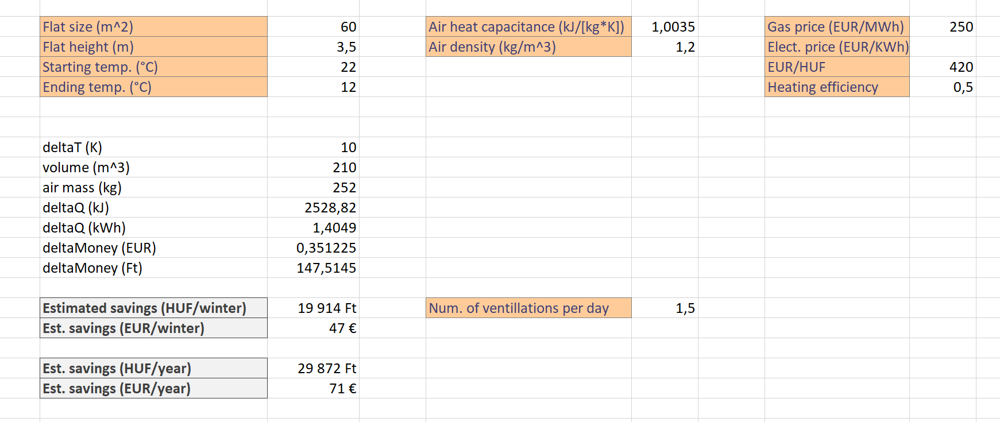 Flat size (m^2) 60 Air heat capacitance (kJ/[kg*K]) 1,0035 Gas price (EUR/MWh) 250
Flat height (m) 3,5 Air density (kg/m^3) 1,2 Elect. price (EUR/KWh)
Starting temp. (°C) 22 EUR/HUF 420
Ending temp. (°C) 12 Heating efficiency 0,5
deltaT (K) 10
volume (m^3) 210
air mass (kg) 252
deltaQ (kJ) 2528,82
deltaQ (kWh) 1,4049
deltaMoney (EUR) 0,351225
deltaMoney (Ft) 147,5145
Estimated savings (HUF/winter) 19 914 Ft Num. of ventillations per day 1,5
Est. savings (EUR/winter) 47 €
Est. savings (HUF/year) 29 872 Ft
Est. savings (EUR/year) 71 €